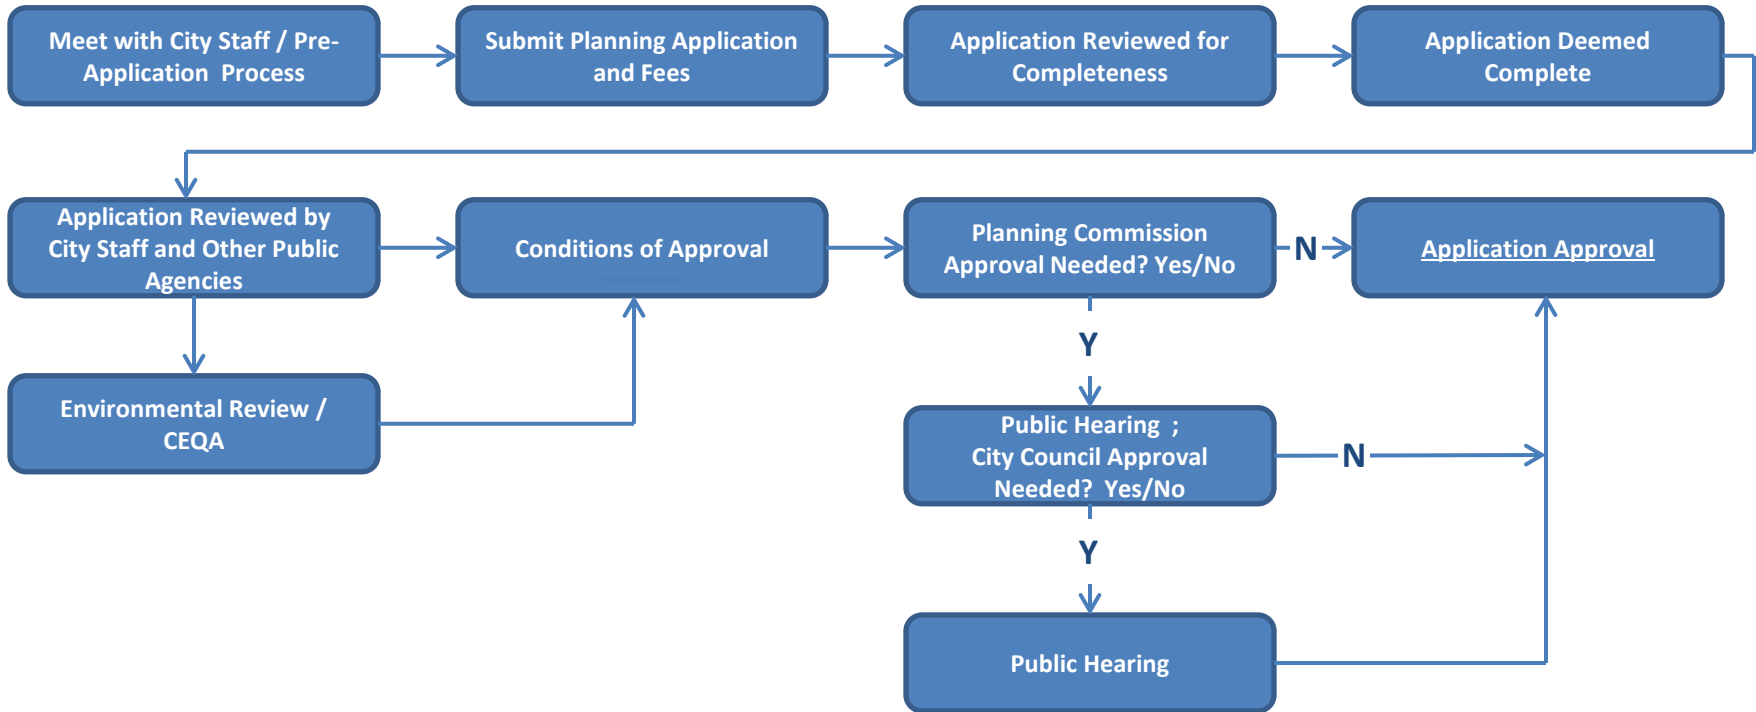 Meet with City Staff / Pre-
Application Process
Submit Planning Application
and Fees
Application Reviewed for
Completeness
Application Deemed
Complete
Application Reviewed by
City Staff and Other Public
Agencies
Conditions of Approval
Planning Commission
Approval Needed? Yes/No
N
Application Approval
Y
Environmental Review /
CEQA
Public Hearing ;
City Council Approval
Needed? Yes/No
N
Y
Public Hearing